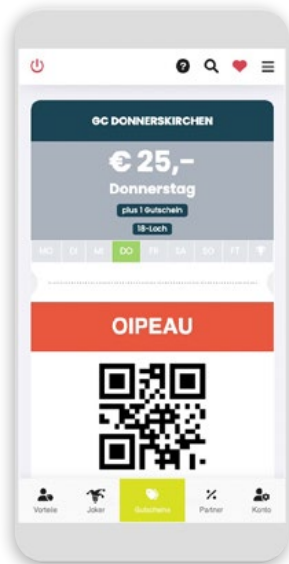 GC DONNERSKIRCHEN
€ 25,–
Donnerstag
plus 1 Gutschein
18-Loch
MO DI MI DO FR SA SO FT
OIPEAU
Vorteile Joker Gutscheine Partner Konto